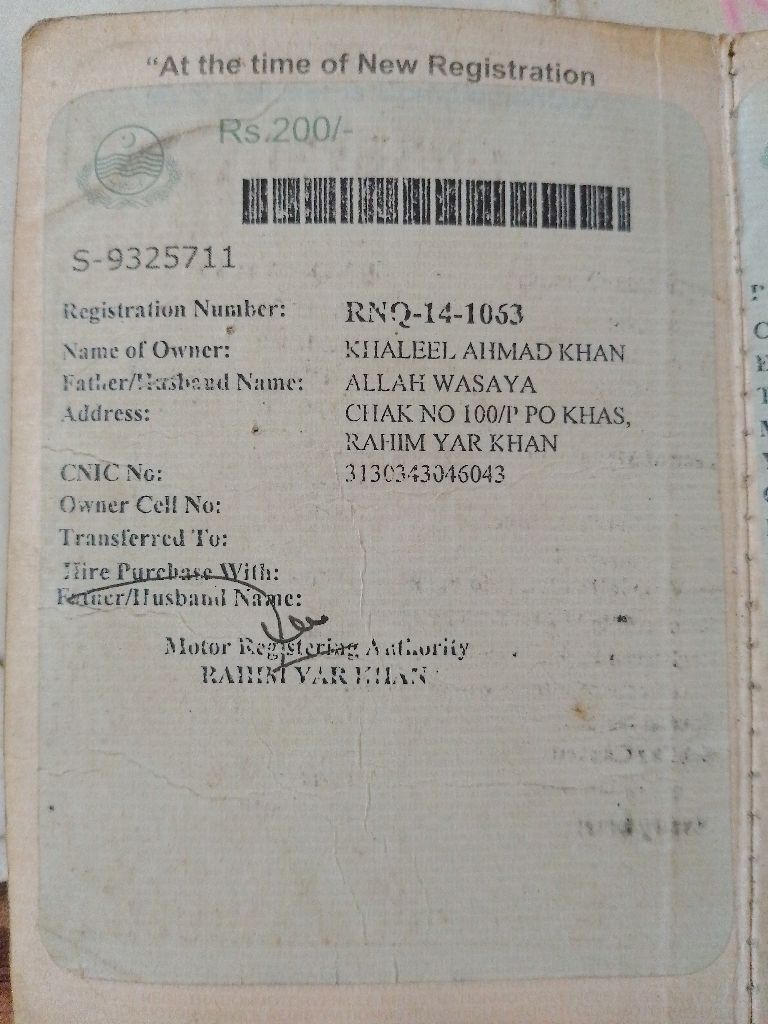 "At the time of New Registration
Rs.200/-
S-9325711
Registration Number: RNQ-14-1053
Name of Owner: KHALEEL AHMAD KHAN
Father/Husband Name: ALLAH WASAYA
Address: CHAK NO 100/P PO KHAS,
RAHIM YAR KHAN
CNIC No: 3130343046043
Owner Cell No:
Transferred To:
Hire Purchase With:
Father/Husband Name:
Motor Registering Authority
RAHIM YAR KHAN